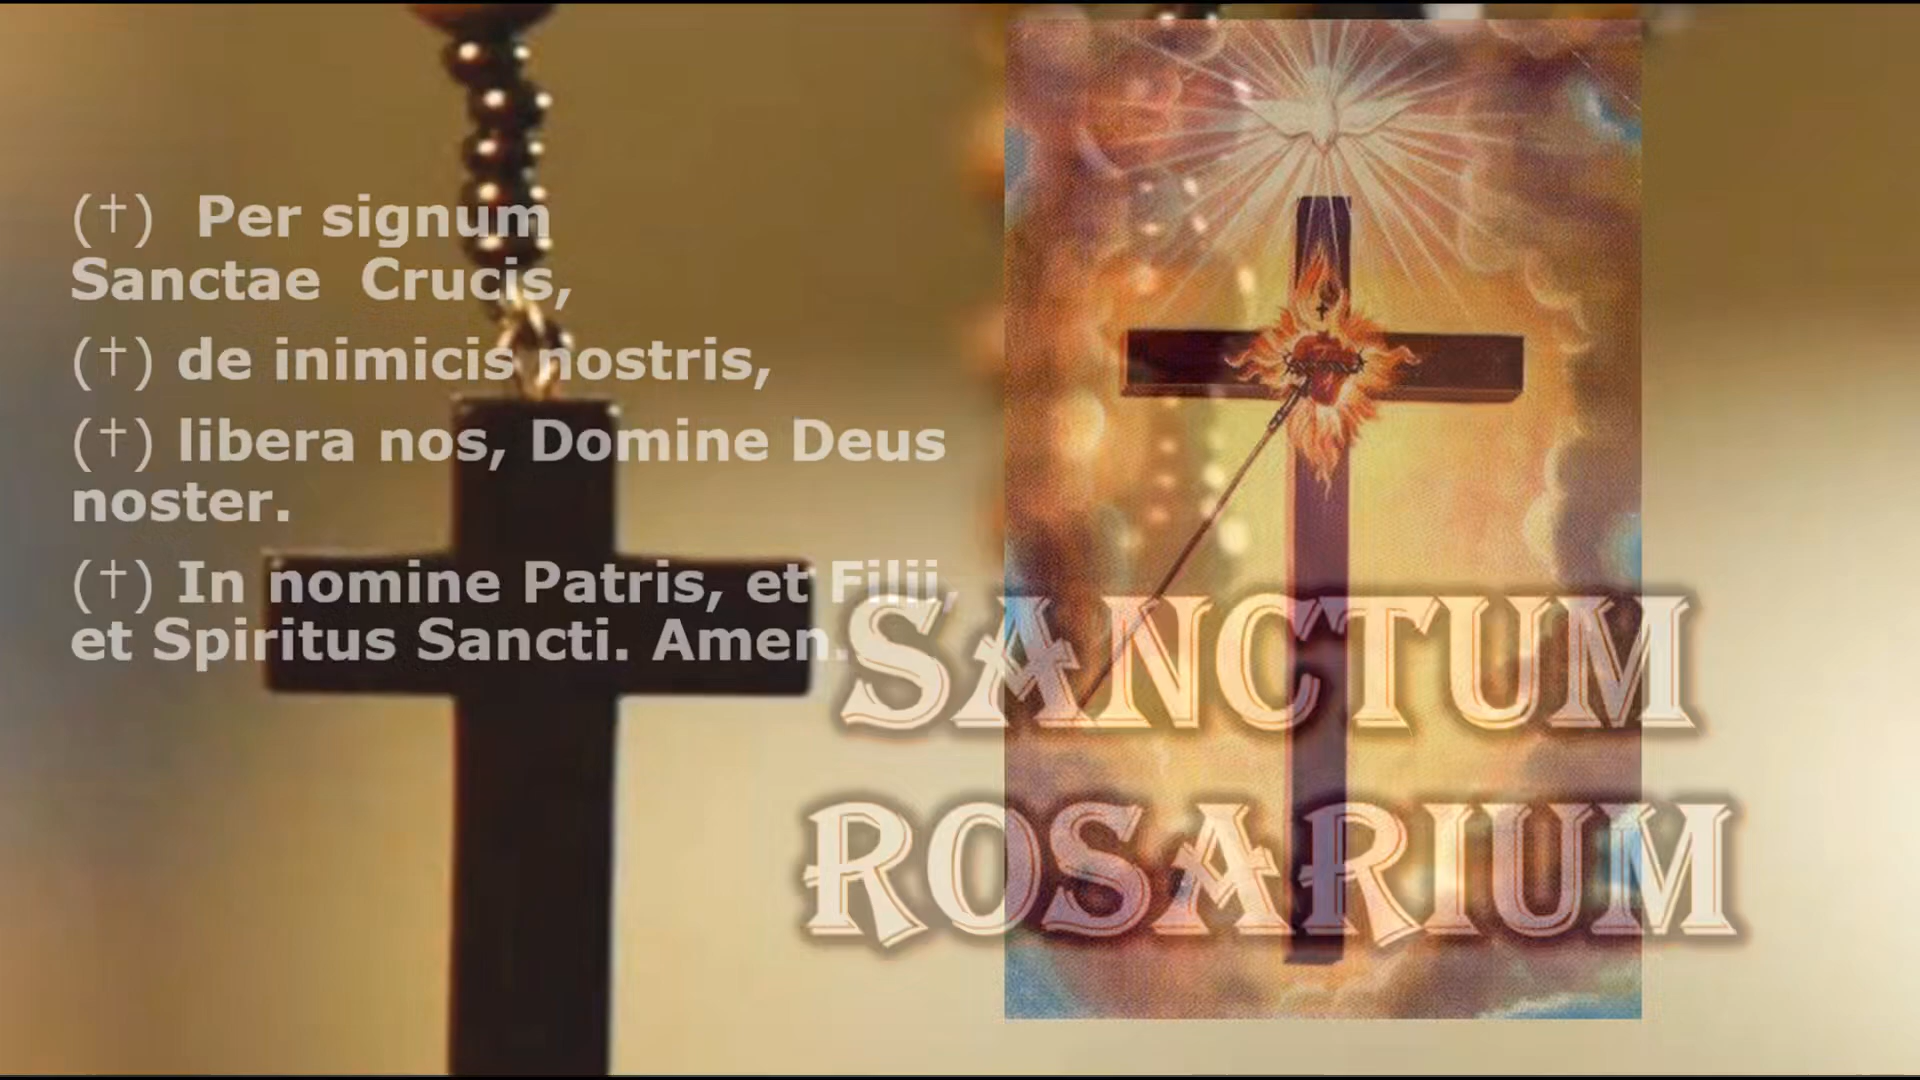 (†) Per signum
Sanctae Crucis,
(†) de inimicis nostris,
(†) libera nos, Domine Deus
noster.
(†) In nomine Patris, et Filii,
et Spiritus Sancti. Amen.
SANCTUM
ROSARIUM